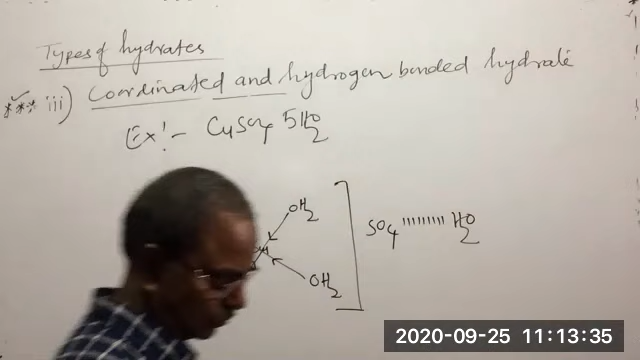 Types of hydrates
*** iii) Coordinated and hydrogen bonded hydrate
Ex:- CuSO4 5H2O
OH2
SO4 ıııııııı H2O
OH2
2020-09-25 11:13:35